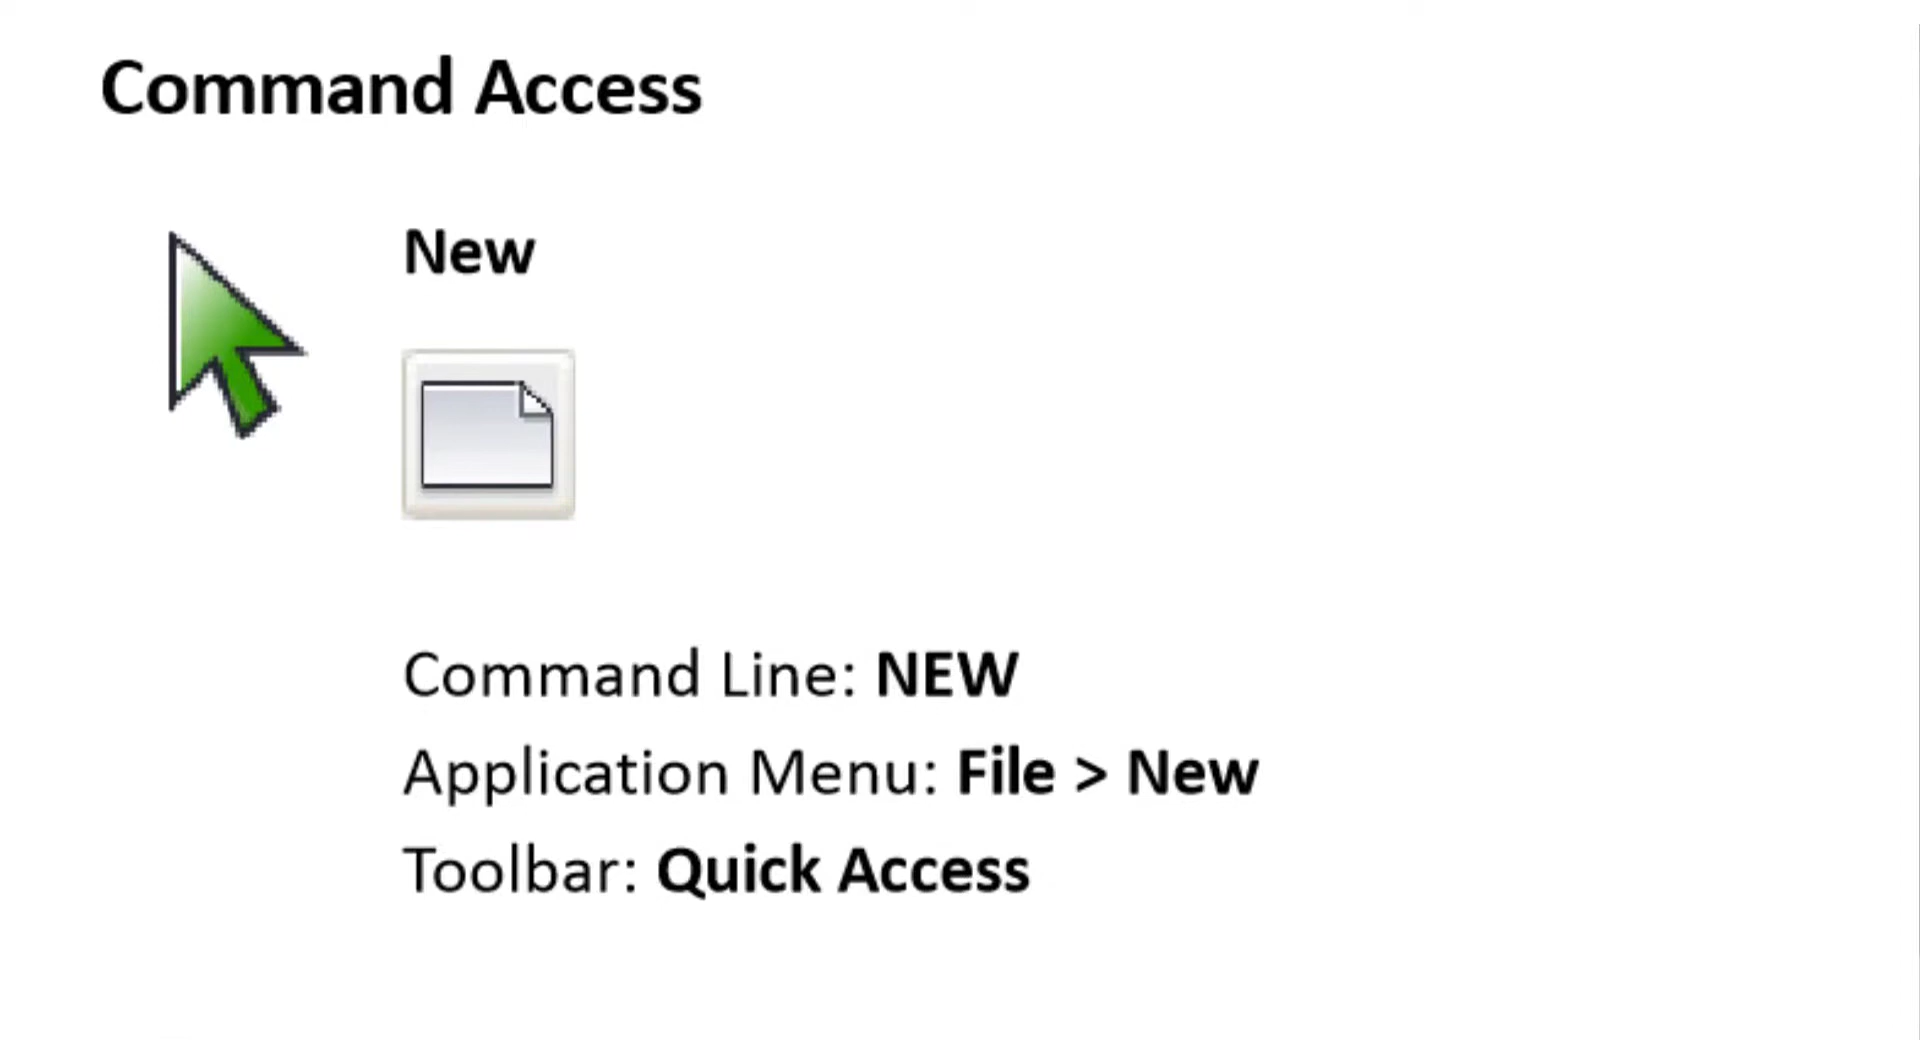 Command Access
New
Command Line: NEW
Application Menu: File > New
Toolbar: Quick Access